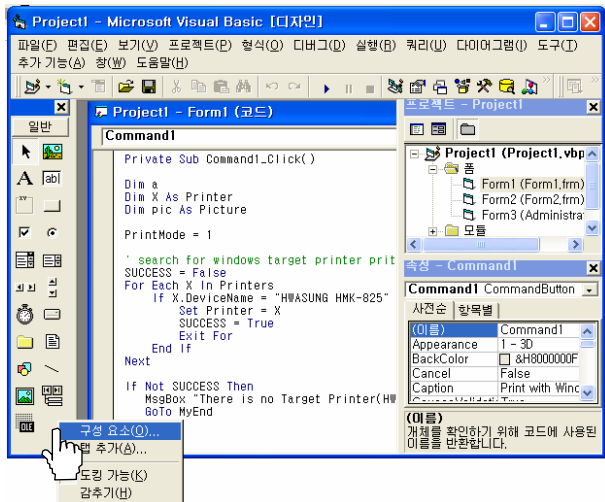 Project1 - Microsoft Visual Basic [디자인]
파일(F) 편집(E) 보기(V) 프로젝트(P) 형식(O) 디버그(D) 실행(R) 쿼리(U) 다이어그램(I) 도구(T)
추가 기능(A) 창(W) 도움말(H)
일반
A ab|
Project1 - Form1 (코드)
Command1
Private Sub Command1_Click()
Dim a
Dim X As Printer
Dim pic As Picture
PrintMode = 1
' search for windows target printer prit
SUCCESS = False
For Each X In Printers
If X.DeviceName = "HWASUNG HMK-825"
Set Printer = X
SUCCESS = True
Exit For
End If
Next
If Not SUCCESS Then
MsgBox "There is no Target Printer(HW
GoTo MyEnd
프로젝트 - Project1
Project1 (Project1.vbp
폼
Form1 (Form1.frm)
Form2 (Form2.frm)
Form3 (Administra
모듈
속성 - Command1
Command1 CommandButton
사전순 항목별
(이름) Command1
Appearance 1 - 3D
BackColor &H8000000F
Cancel False
Caption Print with Winc
CausesValidati True
(이름)
개체를 확인하기 위해 코드에 사용된
이름을 반환합니다.
OLE
구성 요소(O)...
탭 추가(A)...
도킹 가능(K)
감추기(H)